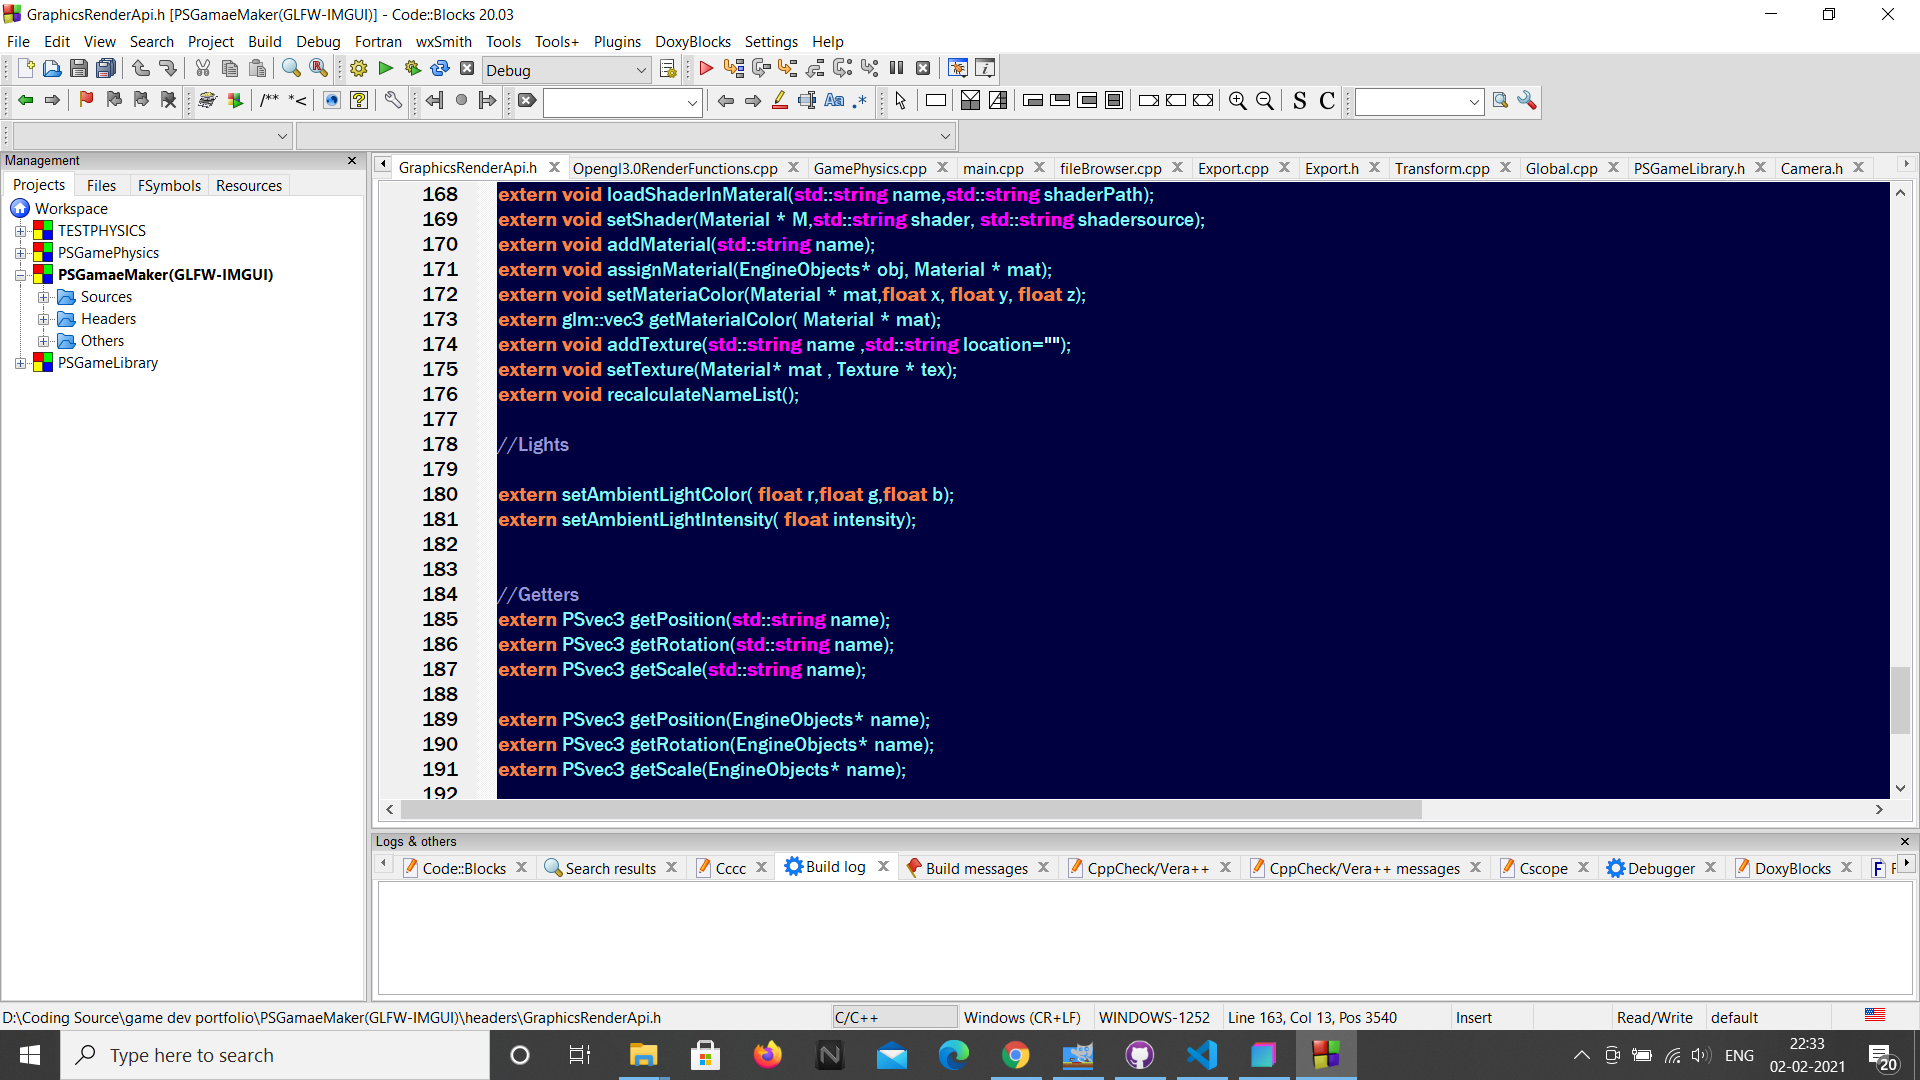 GraphicsRenderApi.h [PSGamaeMaker(GLFW-IMGUI)] - Code::Blocks 20.03
File Edit View Search Project Build Debug Fortran wxSmith Tools Tools+ Plugins DoxyBlocks Settings Help
Debug
/** *<
Aa .* S C
Management
Projects Files FSymbols Resources
Workspace
TESTPHYSICS
PSGamePhysics
PSGamaeMaker(GLFW-IMGUI)
Sources
Headers
Others
PSGameLibrary
GraphicsRenderApi.h Opengl3.0RenderFunctions.cpp GamePhysics.cpp main.cpp fileBrowser.cpp Export.cpp Export.h Transform.cpp Global.cpp PSGameLibrary.h Camera.h
168 extern void loadShaderInMateral(std::string name,std::string shaderPath);
169 extern void setShader(Material * M,std::string shader, std::string shadersource);
170 extern void addMaterial(std::string name);
171 extern void assignMaterial(EngineObjects* obj, Material * mat);
172 extern void setMateriaColor(Material * mat,float x, float y, float z);
173 extern glm::vec3 getMaterialColor( Material * mat);
174 extern void addTexture(std::string name ,std::string location="");
175 extern void setTexture(Material* mat , Texture * tex);
176 extern void recalculateNameList();
177
178 //Lights
179
180 extern setAmbientLightColor( float r,float g,float b);
181 extern setAmbientLightIntensity( float intensity);
182
183
184 //Getters
185 extern PSvec3 getPosition(std::string name);
186 extern PSvec3 getRotation(std::string name);
187 extern PSvec3 getScale(std::string name);
188
189 extern PSvec3 getPosition(EngineObjects* name);
190 extern PSvec3 getRotation(EngineObjects* name);
191 extern PSvec3 getScale(EngineObjects* name);
192
Logs & others
Code::Blocks Search results Cccc Build log Build messages CppCheck/Vera++ CppCheck/Vera++ messages Cscope Debugger DoxyBlocks F
D:\Coding Source\game dev portfolio\PSGamaeMaker(GLFW-IMGUI)\headers\GraphicsRenderApi.h C/C++ Windows (CR+LF) WINDOWS-1252 Line 163, Col 13, Pos 3540 Insert Read/Write default
Type here to search
ENG
22:33
02-02-2021
20